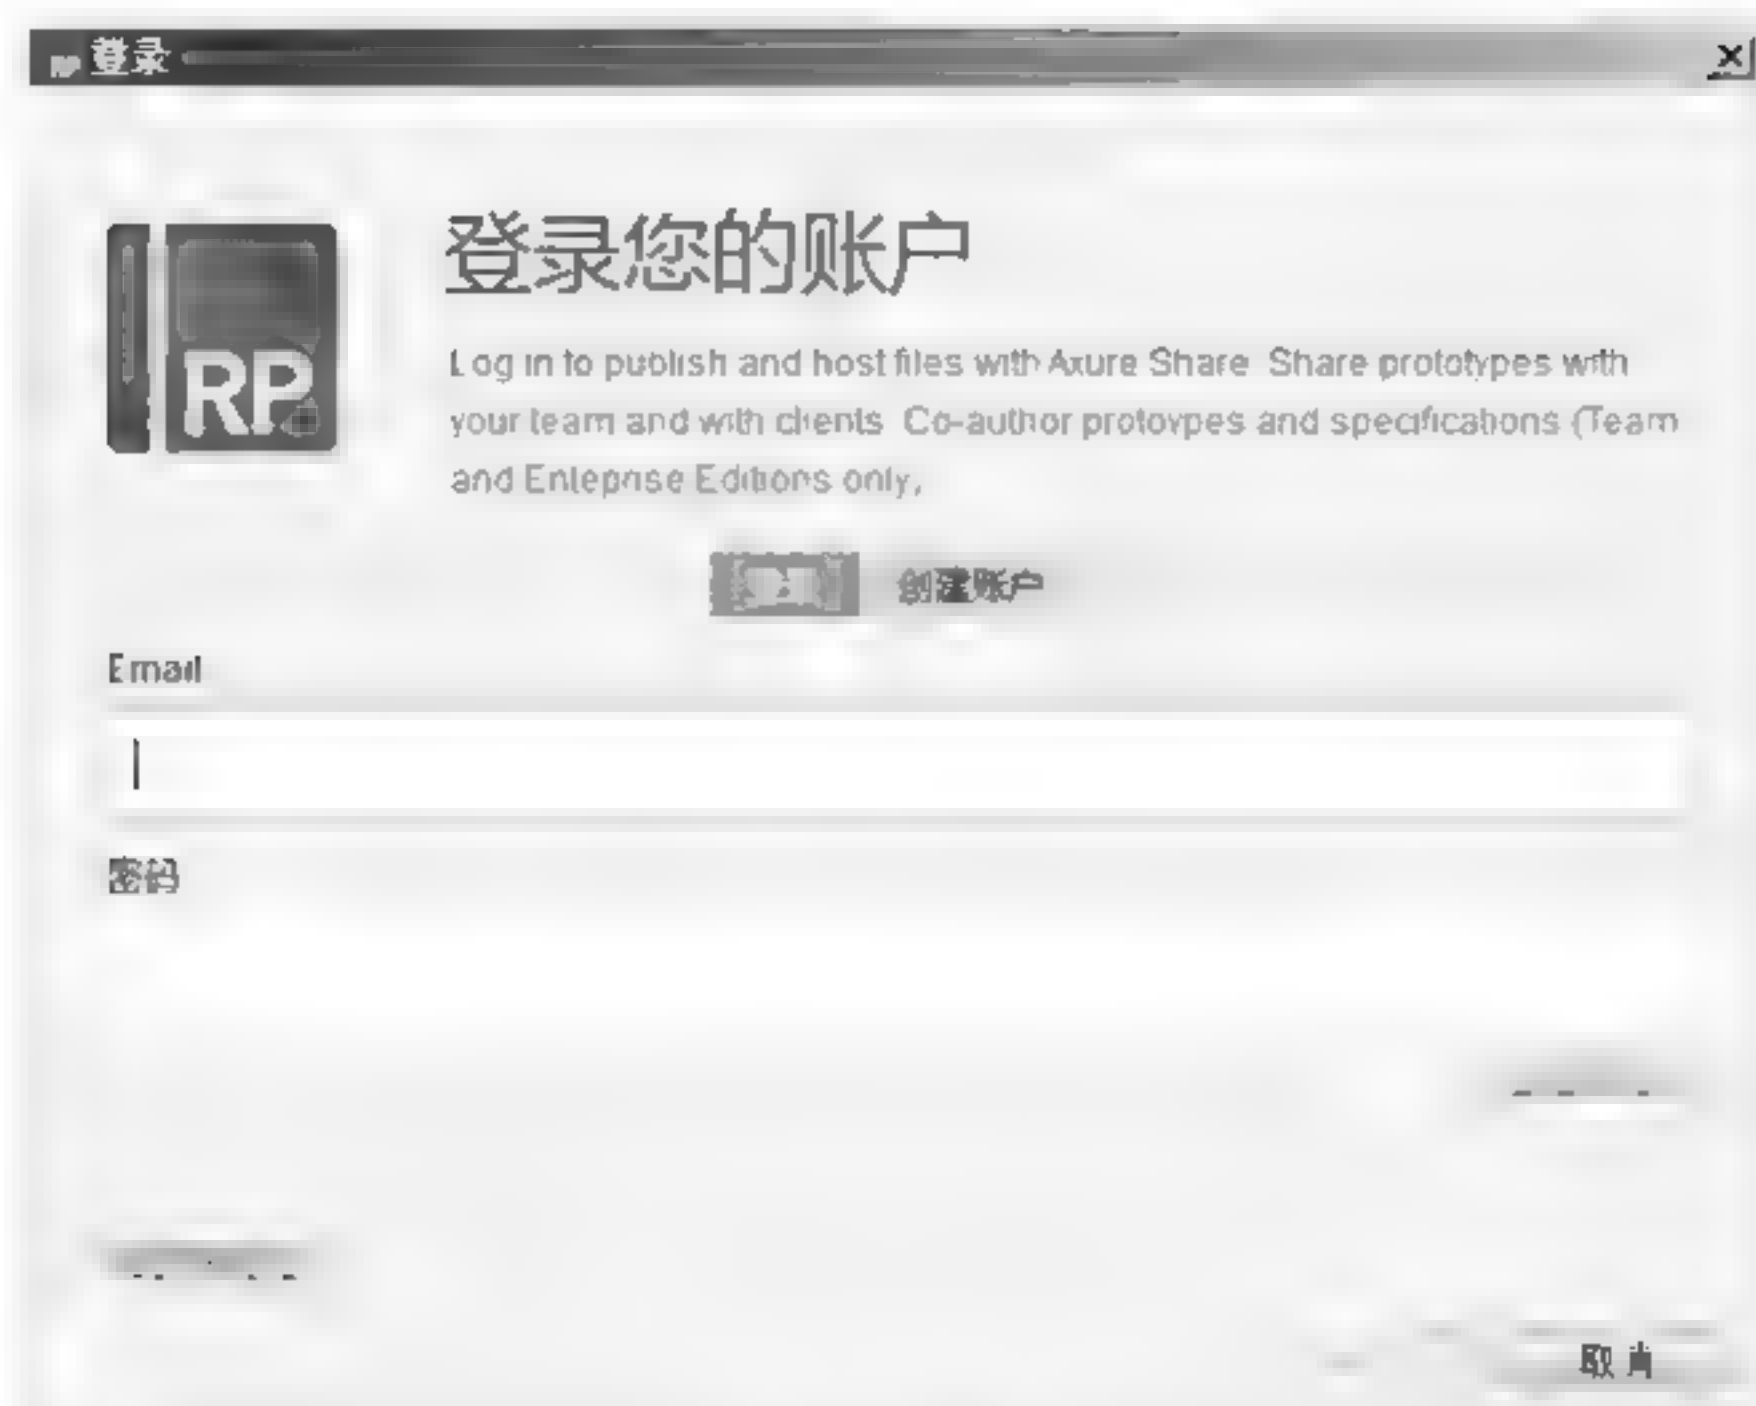 RP 登录
登录您的账户
RP
Log in to publish and host files with Axure Share Share prototypes with
your team and with clients Co-author protoypes and specifications (Team
and Enteprise Editions only,
创建账户
Email
密码
取消